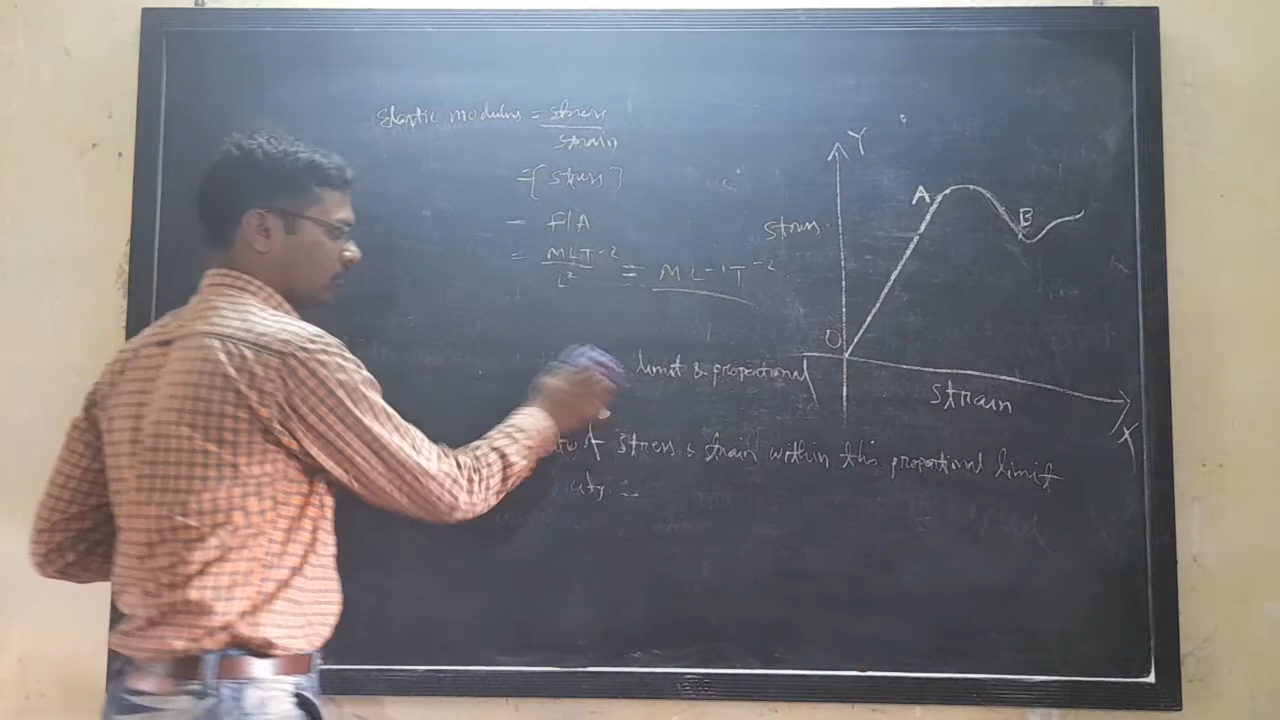 Elastic modulus = stress
strain
= [stress]
= F/A
= MLT-2
L2
= ML-1T-2
limit & proportional
of stress & strain within this proportional limit
Y
Stress
A
B
O
Strain
X